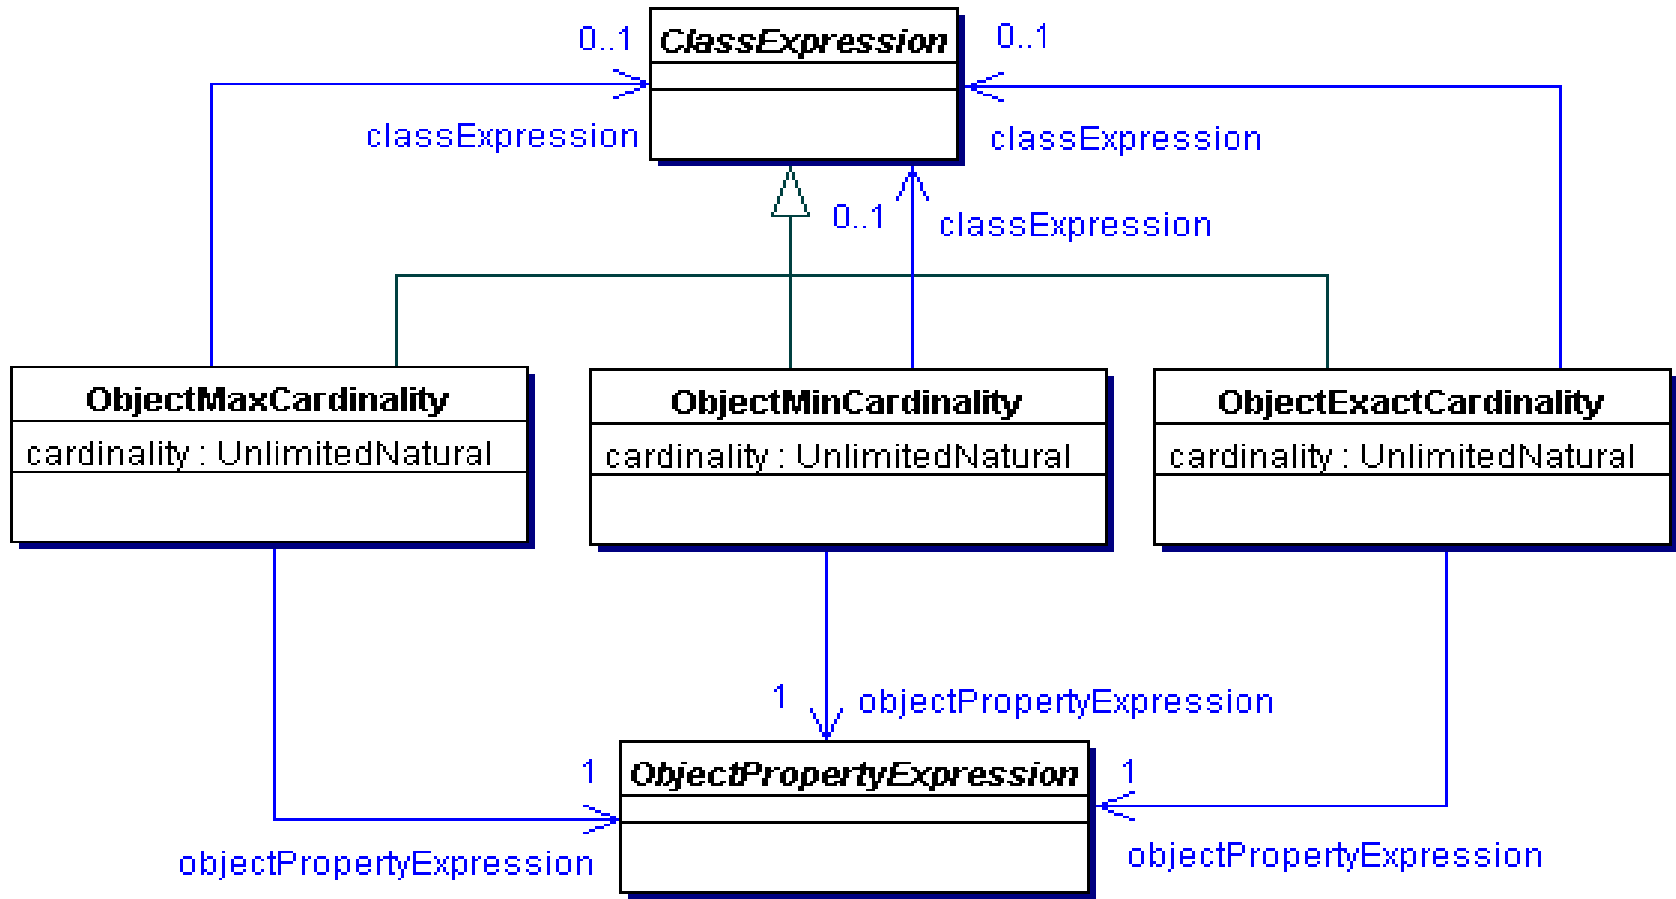 0..1
ClassExpression
0..1
classExpression
classExpression
0..1
classExpression
ObjectMaxCardinality
cardinality : UnlimitedNatural
ObjectMinCardinality
cardinality : UnlimitedNatural
ObjectExactCardinality
cardinality : UnlimitedNatural
1
objectPropertyExpression
1
ObjectPropertyExpression
1
objectPropertyExpression
objectPropertyExpression